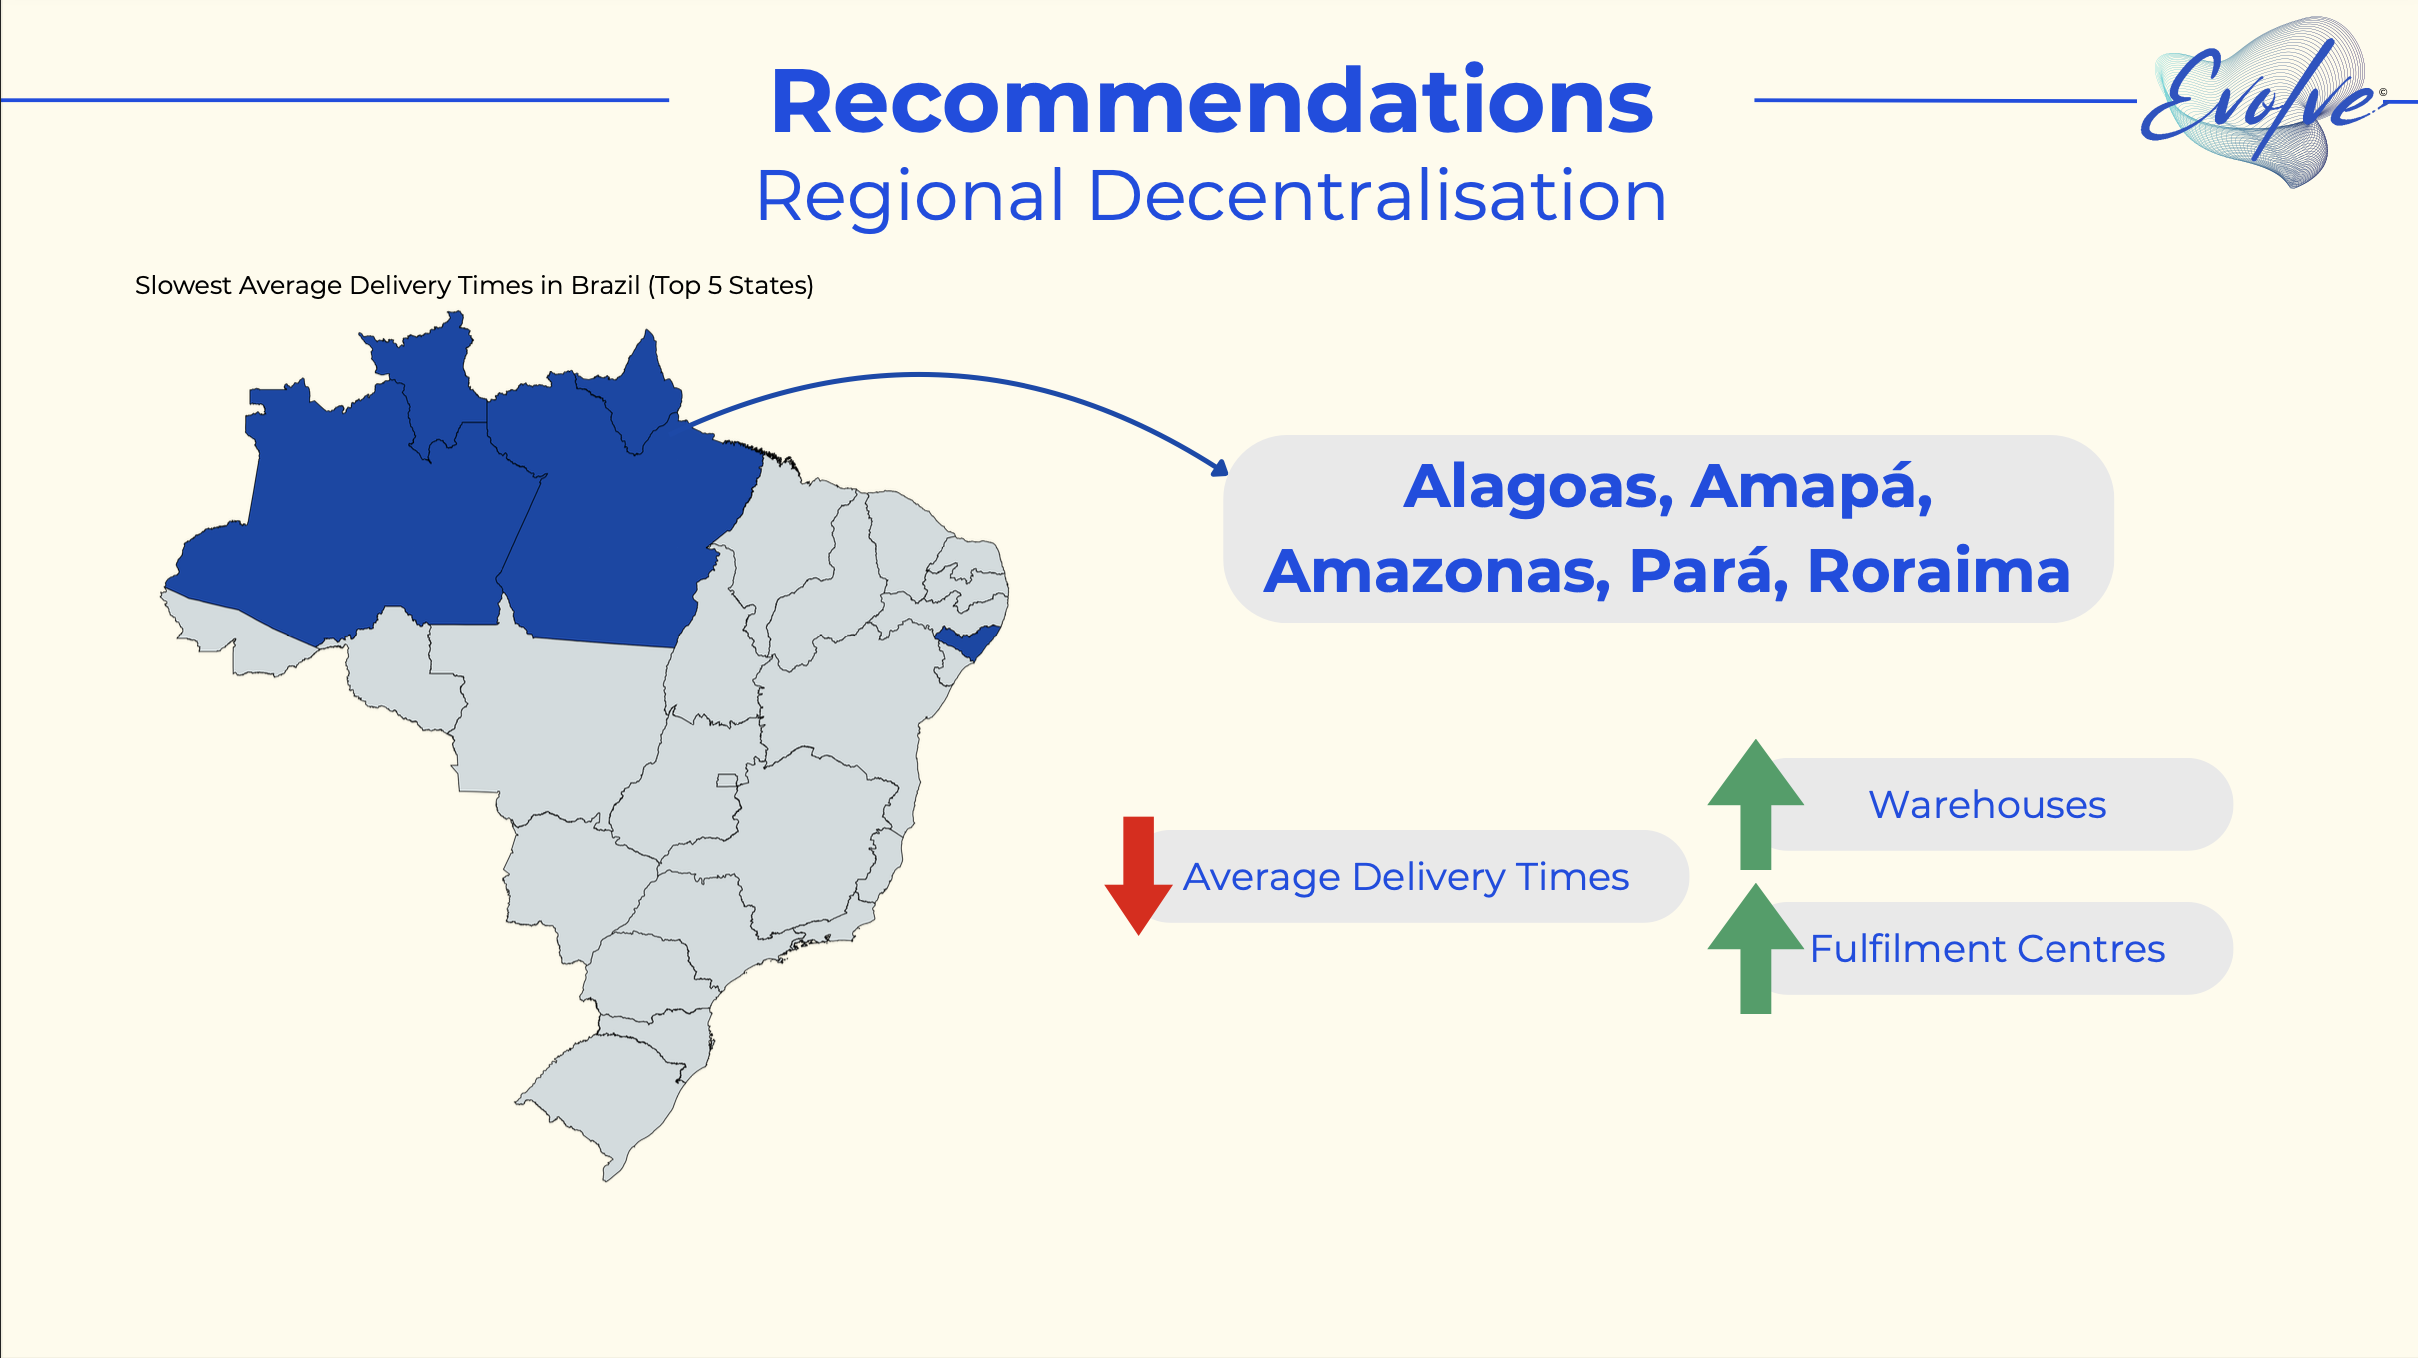 Recommendations
Regional Decentralisation
Evolve ©
Slowest Average Delivery Times in Brazil (Top 5 States)
Alagoas, Amapá,
Amazonas, Pará, Roraima
Average Delivery Times
Warehouses
Fulfilment Centres